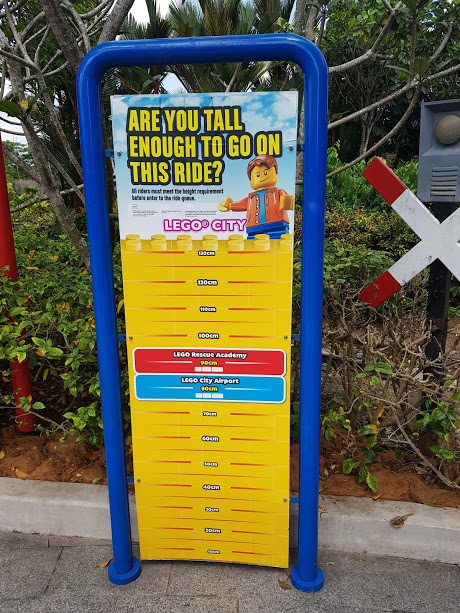 ARE YOU TALL
ENOUGH TO GO ON
THIS RIDE?
All riders must meet the height requirement
before enter to the ride queue.
LEGO® CITY
130cm
120cm
110cm
100cm
LEGO Rescue Academy
90cm
LEGO City Airport
80cm
70cm
60cm
50cm
40cm
30cm
20cm
10cm